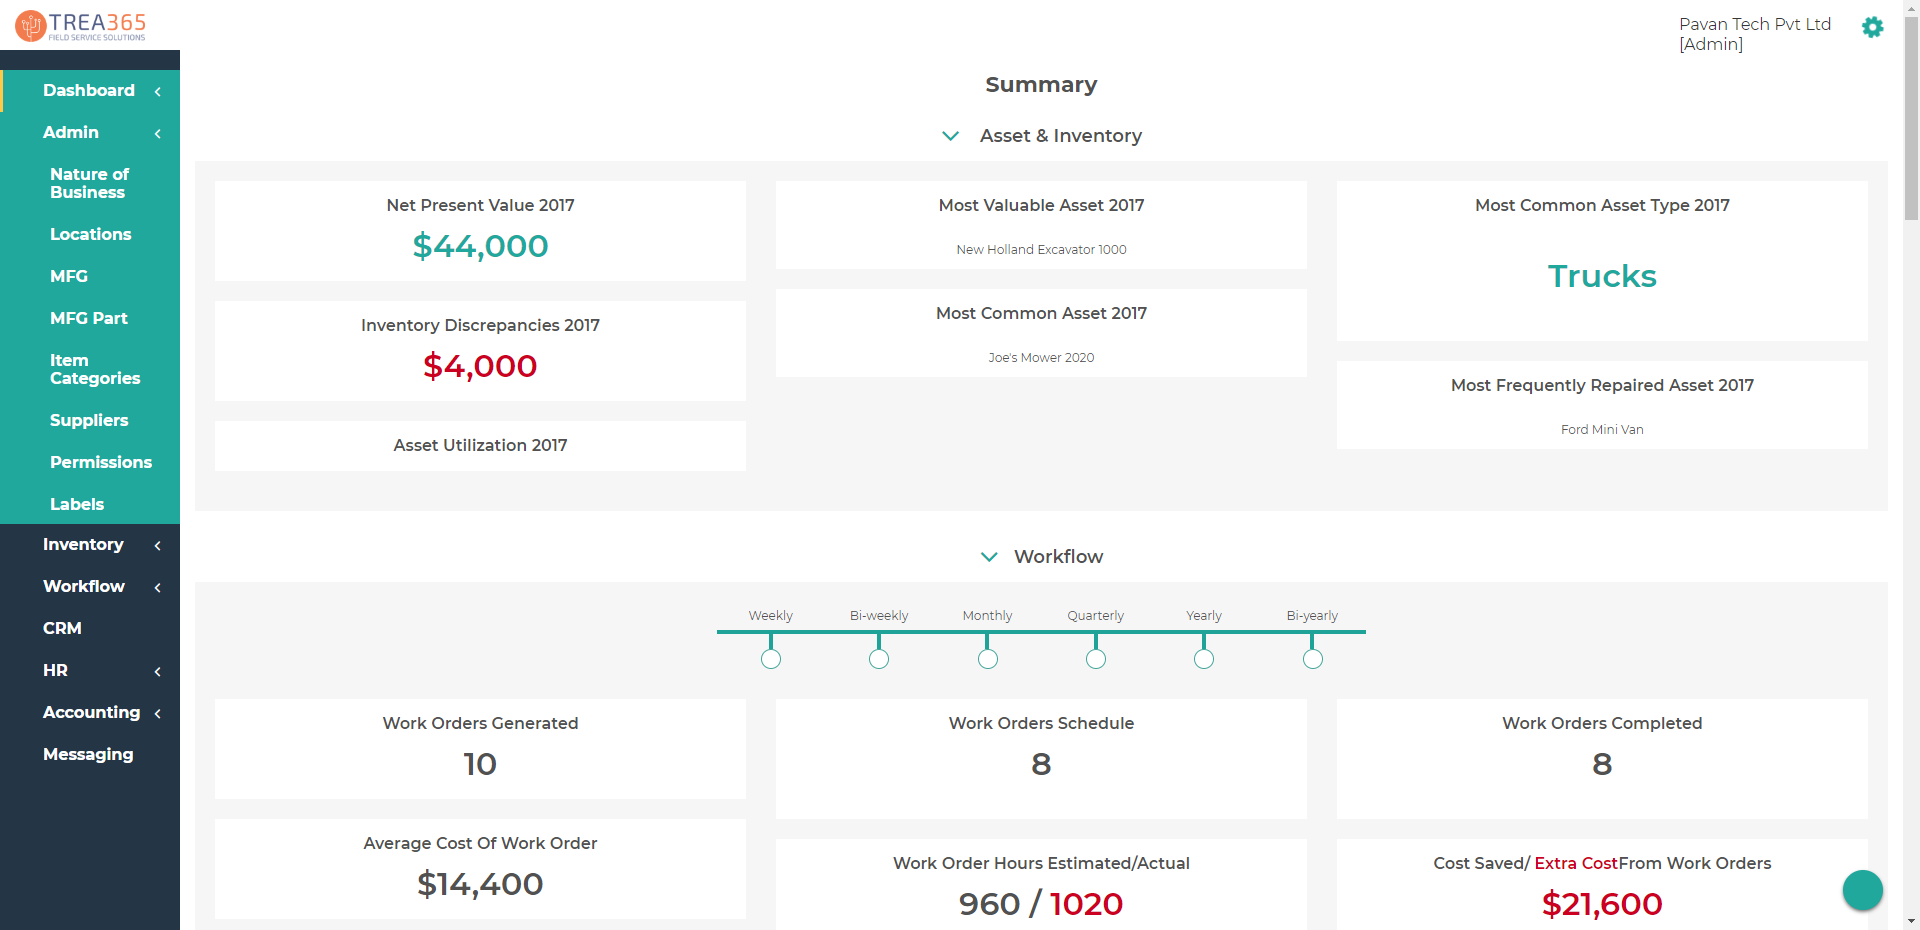 TREA365
FIELD SERVICE SOLUTIONS
Pavan Tech Pvt Ltd
[Admin]
Dashboard
Admin
Nature of
Business
Locations
MFG
MFG Part
Item
Categories
Suppliers
Permissions
Labels
Inventory
Workflow
CRM
HR
Accounting
Messaging
Summary
Asset & Inventory
Net Present Value 2017
$44,000
Inventory Discrepancies 2017
$4,000
Asset Utilization 2017
Most Valuable Asset 2017
New Holland Excavator 1000
Most Common Asset 2017
Joe's Mower 2020
Most Common Asset Type 2017
Trucks
Most Frequently Repaired Asset 2017
Ford Mini Van
Workflow
Weekly Bi-weekly Monthly Quarterly Yearly Bi-yearly
Work Orders Generated
10
Work Orders Schedule
8
Work Orders Completed
8
Average Cost Of Work Order
$14,400
Work Order Hours Estimated/Actual
960 / 1020
Cost Saved/ Extra CostFrom Work Orders
$21,600